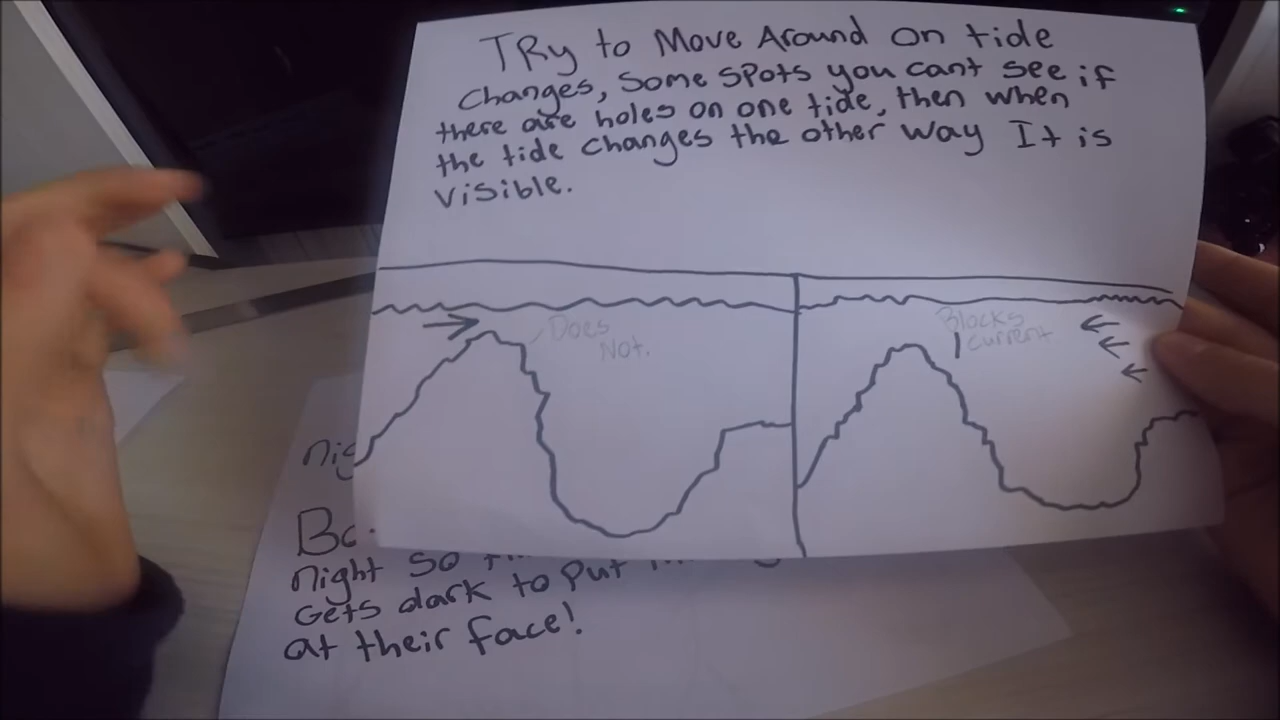 TRy to Move Around on tide
changes, Some spots you cant see if
there are holes on one tide, then when
the tide changes the other way It is
visible.
Does
Not.
Blocks
current
night so
Gets dark to Put
at their face!